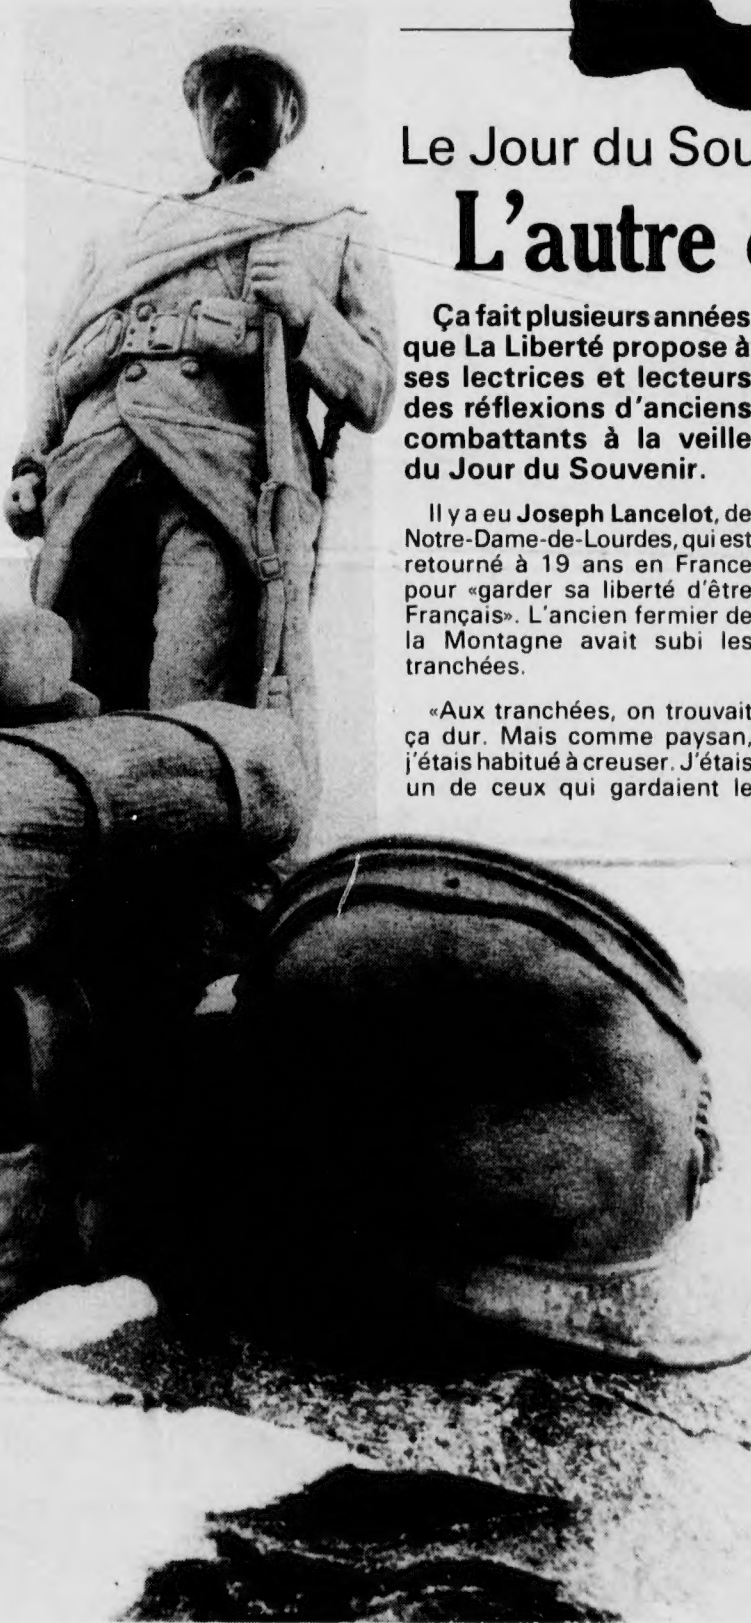 Le Jour du Sou
L'autre
Ça fait plusieurs années
que La Liberté propose à
ses lectrices et lecteurs
des réflexions d'anciens
combattants à la veille
du Jour du Souvenir.
Il y a eu Joseph Lancelot, de
Notre-Dame-de-Lourdes, qui est
retourné à 19 ans en France
pour «garder sa liberté d'être
Français». L'ancien fermier de
la Montagne avait subi les
tranchées.
«Aux tranchées, on trouvait
ça dur. Mais comme paysan,
j'étais habitué à creuser. J'étais
un de ceux qui gardaient le